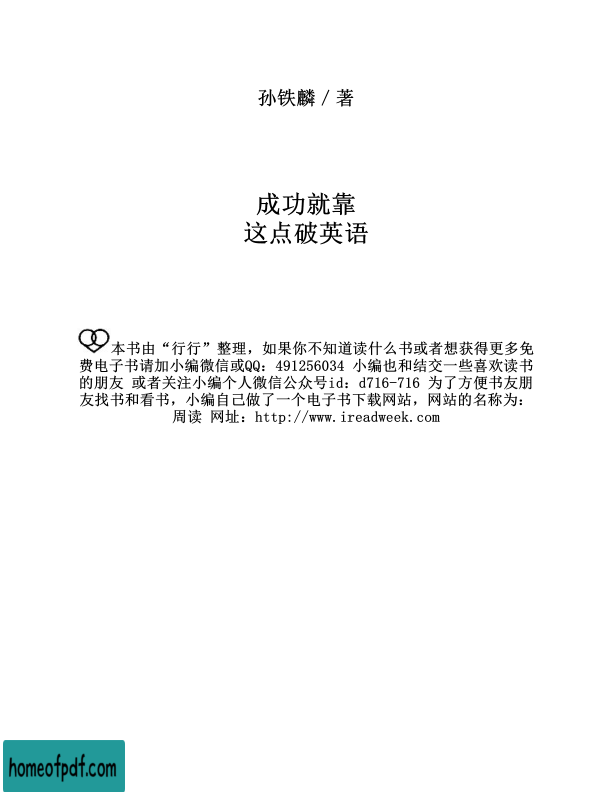 孙铁麟／著
成功就靠
这点破英语
本书由“行行”整理，如果你不知道读什么书或者想获得更多免
费电子书请加小编微信或QQ：491256034 小编也和结交一些喜欢读书
的朋友 或者关注小编个人微信公众号id：d716-716 为了方便书友朋
友找书和看书，小编自己做了一个电子书下载网站，网站的名称为：
周读 网址：http://www.ireadweek.com
homeofpdf.com